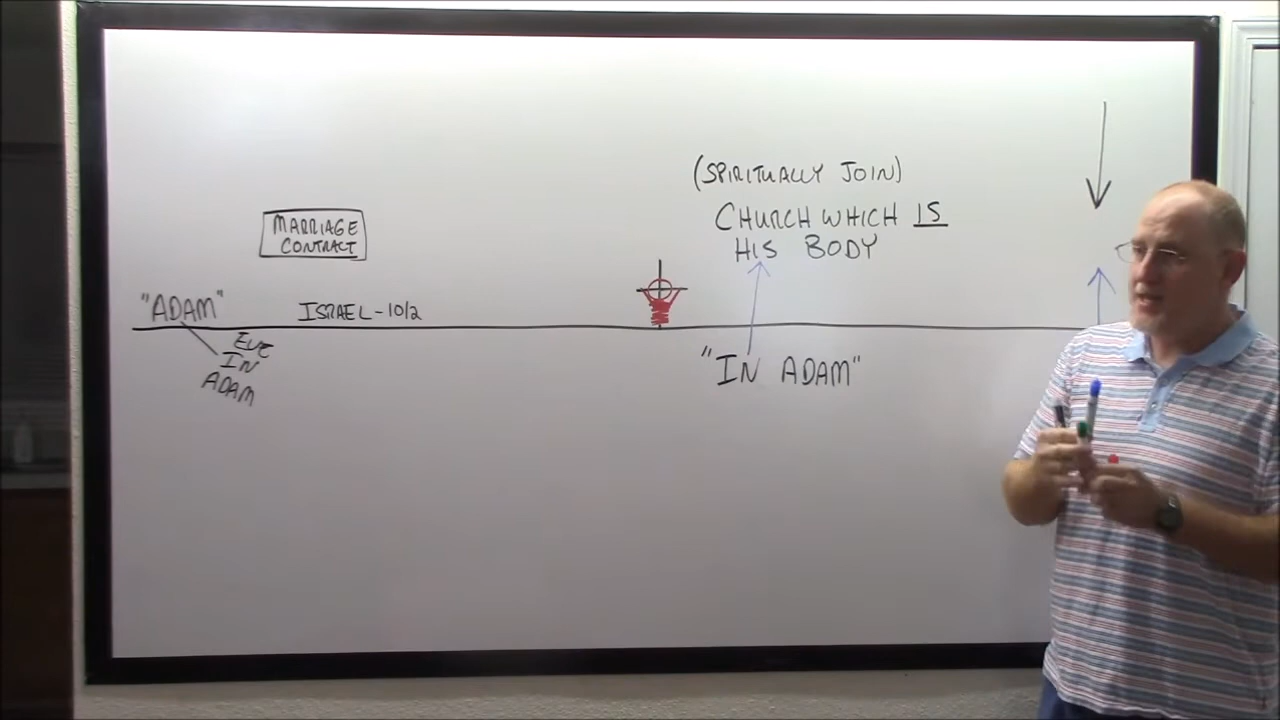 (SPIRITUALLY JOIN)
CHURCH WHICH IS
HIS BODY
MARRIAGE
CONTRACT
"ADAM"
ISRAEL-10/2
EVE
IN
ADAM
"IN ADAM"